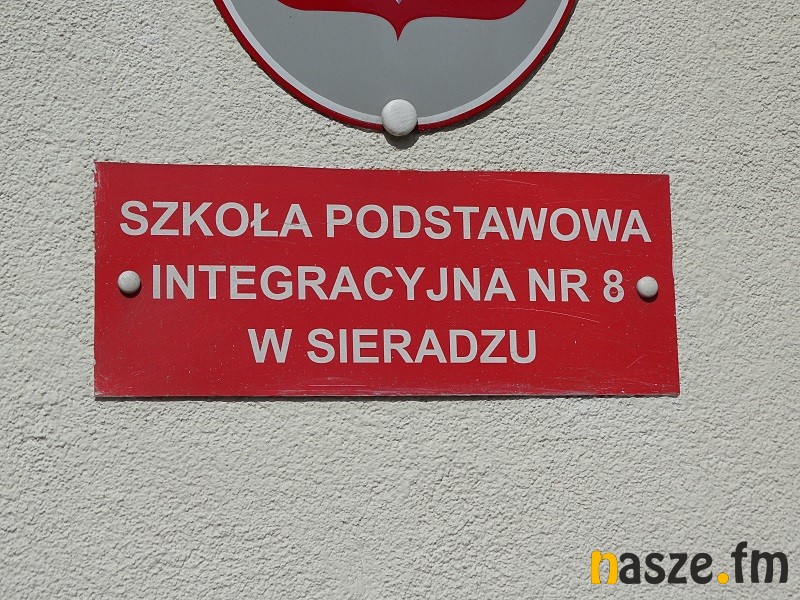 SZKOŁA PODSTAWOWA
INTEGRACYJNA NR 8
W SIERADZU
nasze.fm